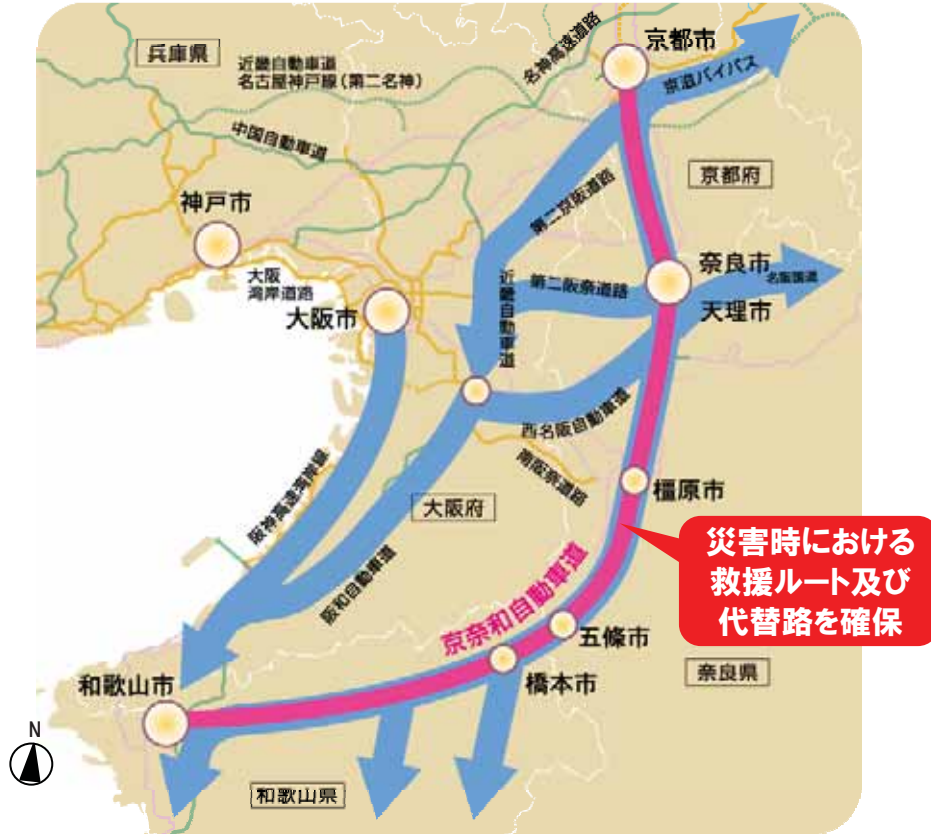 京都市
兵庫県
名神高速道路
近畿自動車道
名古屋神戸線(第二名神)
京滋バイパス
中国自動車道
京都府
神戸市
第二京阪道路
奈良市
名阪国道
大阪
湾岸道路
近畿自動車道
第二阪奈道路
大阪市
天理市
西名阪自動車道
南阪奈道路
橿原市
大阪府
災害時における
救援ルート及び
代替路を確保
阪和自動車道
京奈和自動車道
五條市
橋本市
奈良県
和歌山市
N
和歌山県